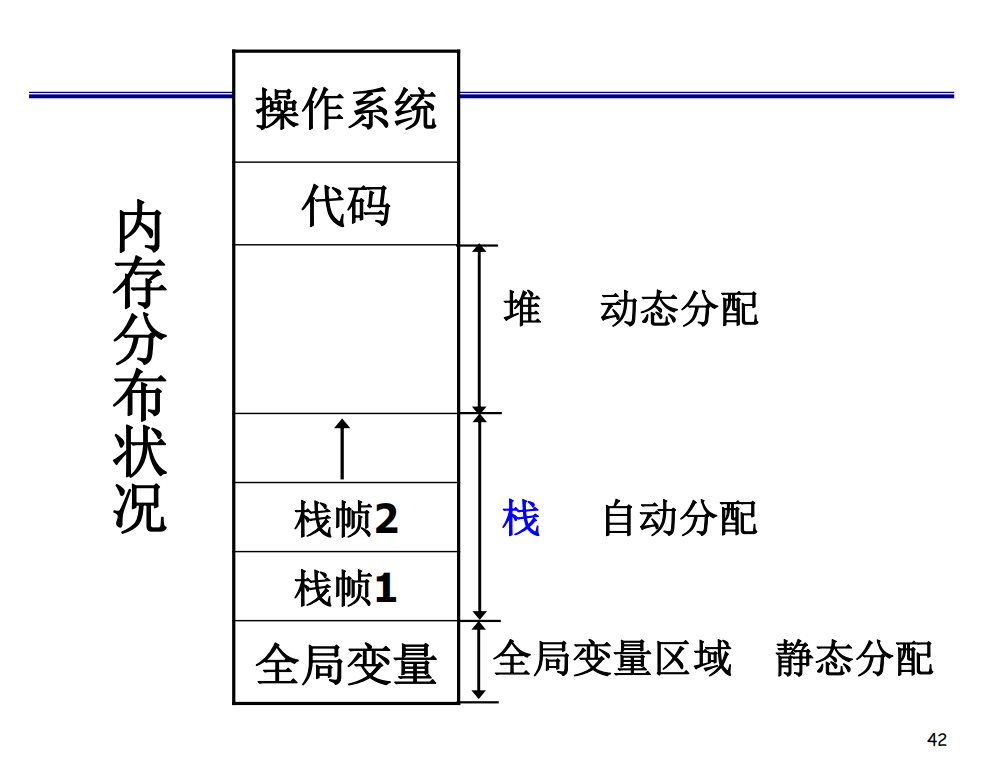 内存分布状况
操作系统
代码
堆 动态分配
栈帧2
栈 自动分配
栈帧1
全局变量
全局变量区域 静态分配
42